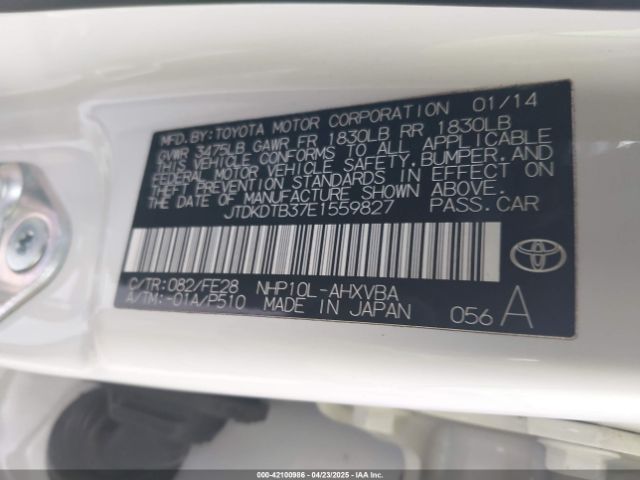 MFD. BY: TOYOTA MOTOR CORPORATION 01/14
GVWR 3475LB GAWR FR 1830LB RR 1830LB
THIS VEHICLE CONFORMS TO ALL APPLICABLE
FEDERAL MOTOR VEHICLE SAFETY, BUMPER, AND
THEFT PREVENTION STANDARDS IN EFFECT ON
THE DATE OF MANUFACTURE SHOWN ABOVE.
JTDKDTB37E1559827 PASS. CAR
C/TR: 082/FE28 NHP10L-AHXVBA
A/TM: -01A/P510 MADE IN JAPAN 056 A
000-42100986 - 04/23/2025 - IAA Inc.